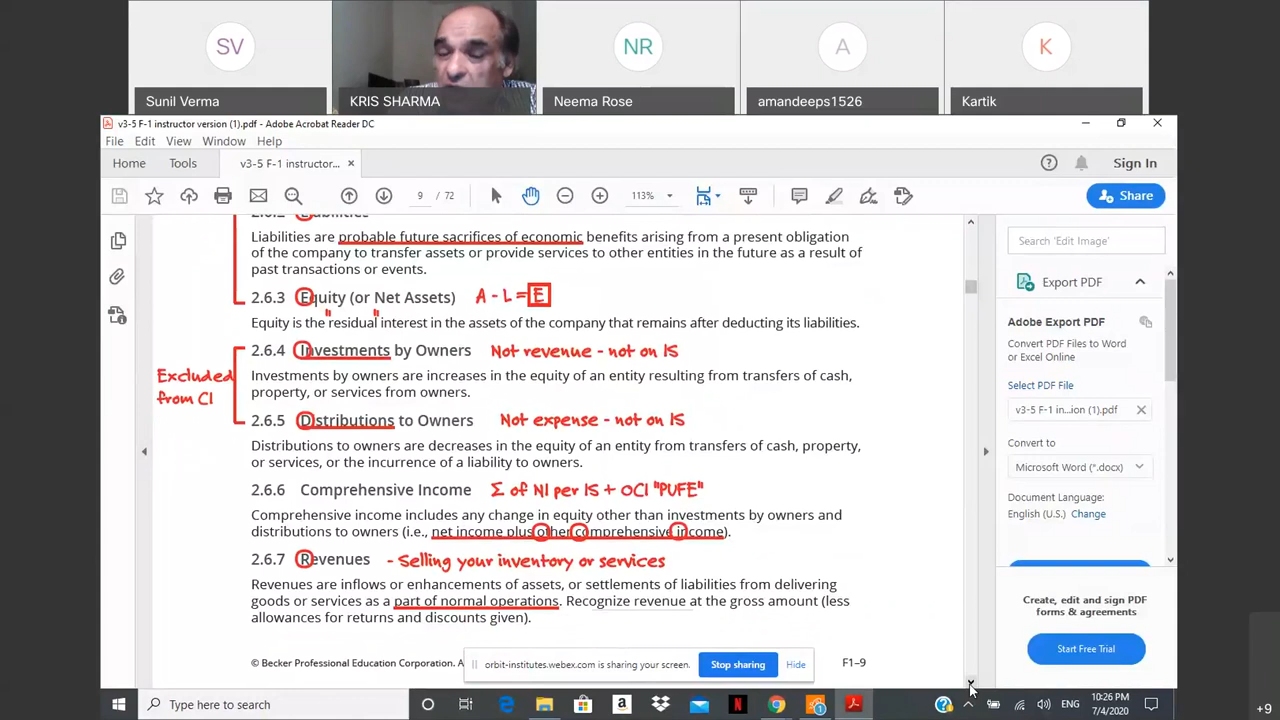 SV
NR
A
K
Sunil Verma
KRIS SHARMA
Neema Rose
amandeeps1526
Kartik
v3-5 F-1 instructor version (1).pdf - Adobe Acrobat Reader DC
File Edit View Window Help
Home Tools v3-5 F-1 instructor... × Sign In
9 / 72 113% Share
2.6.2 Liabilities
Liabilities are probable future sacrifices of economic benefits arising from a present obligation
of the company to transfer assets or provide services to other entities in the future as a result of
past transactions or events.
2.6.3 Equity (or Net Assets) A - L = E
Equity is the "residual" interest in the assets of the company that remains after deducting its liabilities.
2.6.4 Investments by Owners Not revenue - not on IS
Excluded
from CI
Investments by owners are increases in the equity of an entity resulting from transfers of cash,
property, or services from owners.
2.6.5 Distributions to Owners Not expense - not on IS
Distributions to owners are decreases in the equity of an entity from transfers of cash, property,
or services, or the incurrence of a liability to owners.
2.6.6 Comprehensive Income Σ of NI per IS + OCI "PUFE"
Comprehensive income includes any change in equity other than investments by owners and
distributions to owners (i.e., net income plus other comprehensive income).
2.6.7 Revenues - Selling your inventory or services
Revenues are inflows or enhancements of assets, or settlements of liabilities from delivering
goods or services as a part of normal operations. Recognize revenue at the gross amount (less
allowances for returns and discounts given).
© Becker Professional Education Corporation. A
F1-9
orbit-institutes.webex.com is sharing your screen. Stop sharing Hide
Search 'Edit Image'
Export PDF
Adobe Export PDF
Convert PDF Files to Word
or Excel Online
Select PDF File
v3-5 F-1 in...ion (1).pdf ×
Convert to
Microsoft Word (*.docx)
Document Language:
English (U.S.) Change
Create, edit and sign PDF
forms & agreements
Start Free Trial
Type here to search
ENG
10:26 PM
7/4/2020
+9